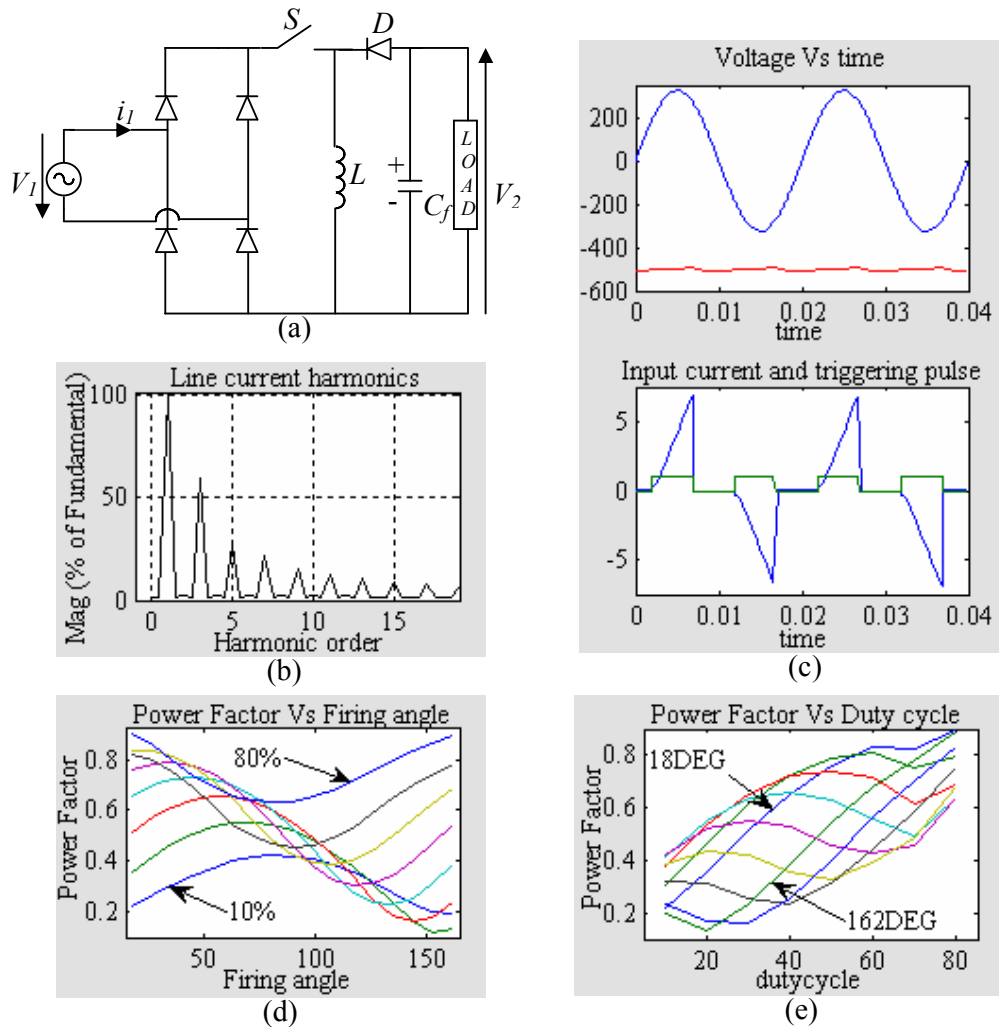 S
D
i1
V1
L
+
-
Cf
LOAD
V2
(a)
Voltage Vs time
200
0
-200
-400
-600
0 0.01 0.02 0.03 0.04
time
Input current and triggering pulse
5
0
-5
0 0.01 0.02 0.03 0.04
time
(c)
Line current harmonics
Mag (% of Fundamental)
100
50
0
0 5 10 15
Harmonic order
(b)
Power Factor Vs Firing angle
Power Factor
0.8
0.6
0.4
0.2
80%
10%
50 100 150
Firing angle
(d)
Power Factor Vs Duty cycle
Power Factor
0.8
0.6
0.4
0.2
18DEG
162DEG
20 40 60 80
dutycycle
(e)